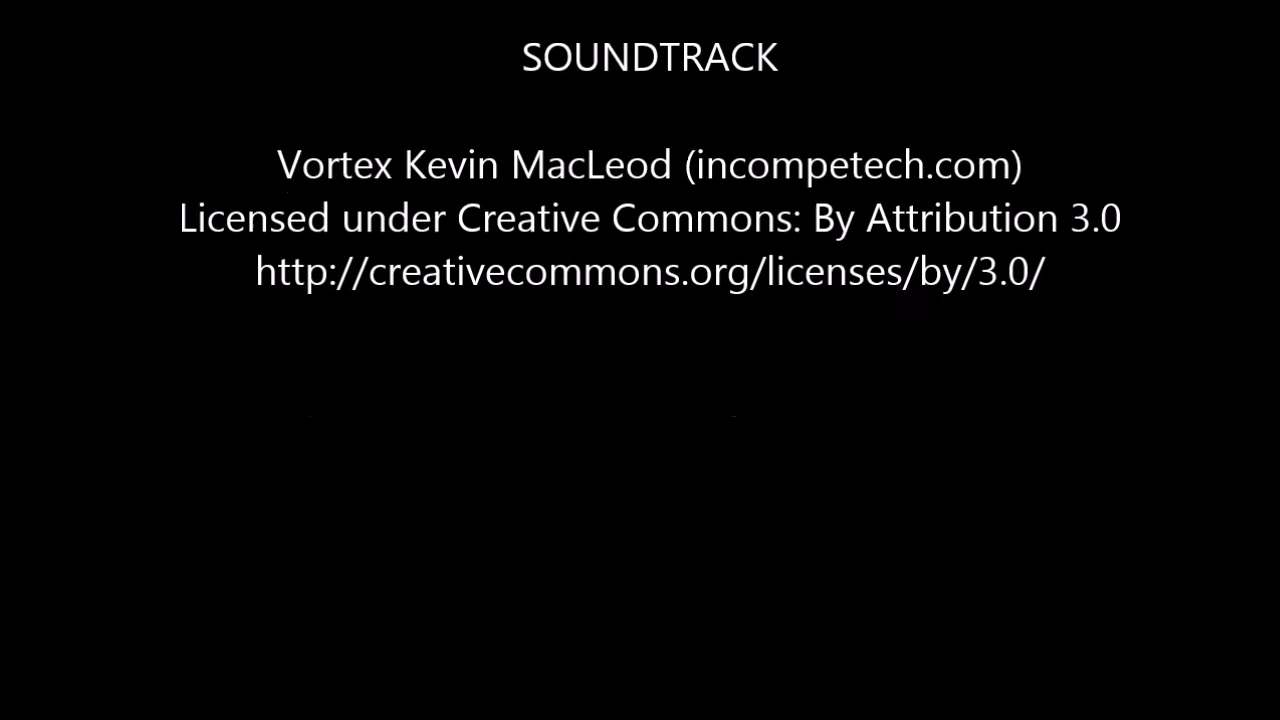 SOUNDTRACK
Vortex Kevin MacLeod (incompetech.com)
Licensed under Creative Commons: By Attribution 3.0
http://creativecommons.org/licenses/by/3.0/